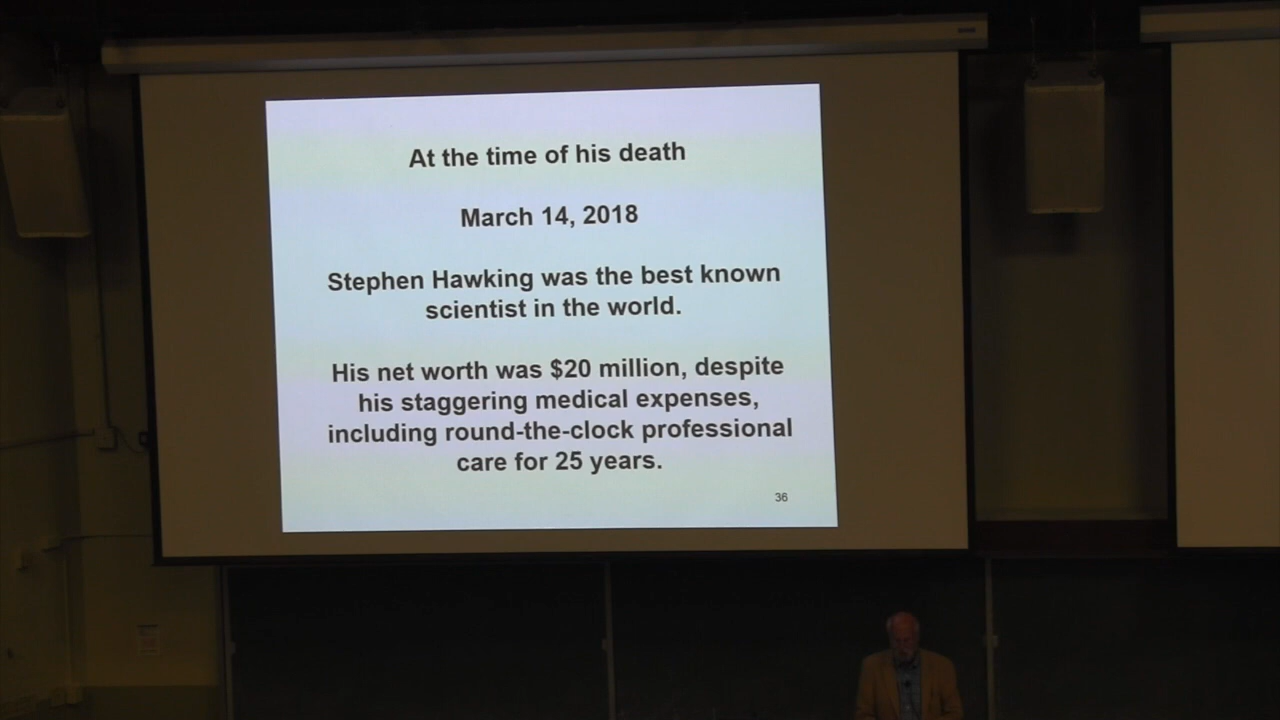 At the time of his death
March 14, 2018
Stephen Hawking was the best known
scientist in the world.
His net worth was $20 million, despite
his staggering medical expenses,
including round-the-clock professional
care for 25 years.
36